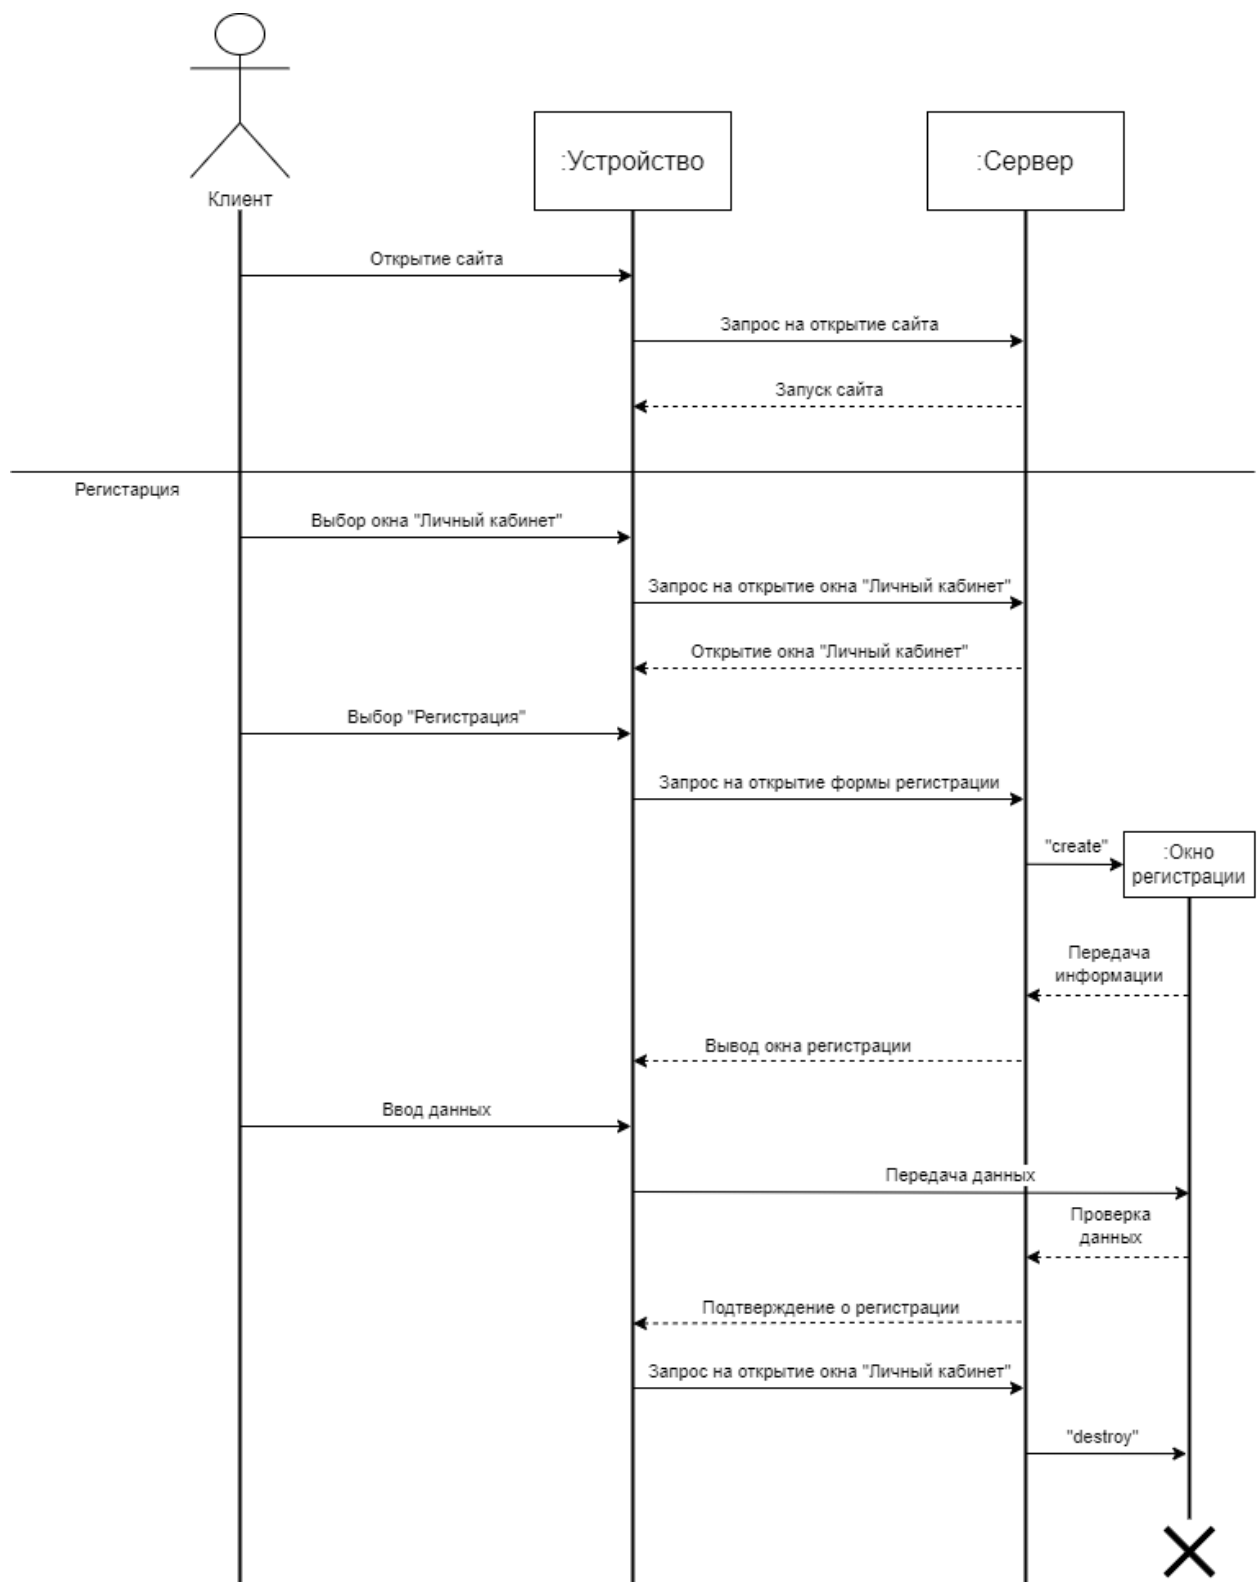 Клиент
:Устройство
:Сервер
Открытие сайта
Запрос на открытие сайта
Запуск сайта
Регистарция
Выбор окна "Личный кабинет"
Запрос на открытие окна "Личный кабинет"
Открытие окна "Личный кабинет"
Выбор "Регистрация"
Запрос на открытие формы регистрации
"create"
:Окно
регистрации
Передача
информации
Вывод окна регистрации
Ввод данных
Передача данных
Проверка
данных
Подтверждение о регистрации
Запрос на открытие окна "Личный кабинет"
"destroy"